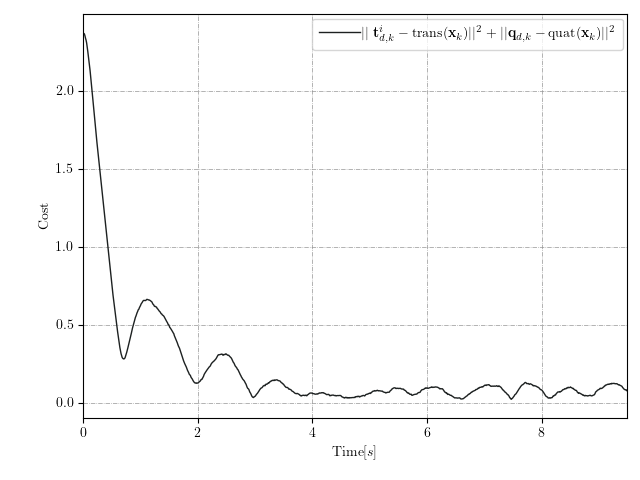 || t^i_{d,k} − trans(x_k)||^2 + ||q_{d,k} − quat(x_k)||^2
2.0
1.5
1.0
0.5
0.0
Cost
0 2 4 6 8
Time[s]